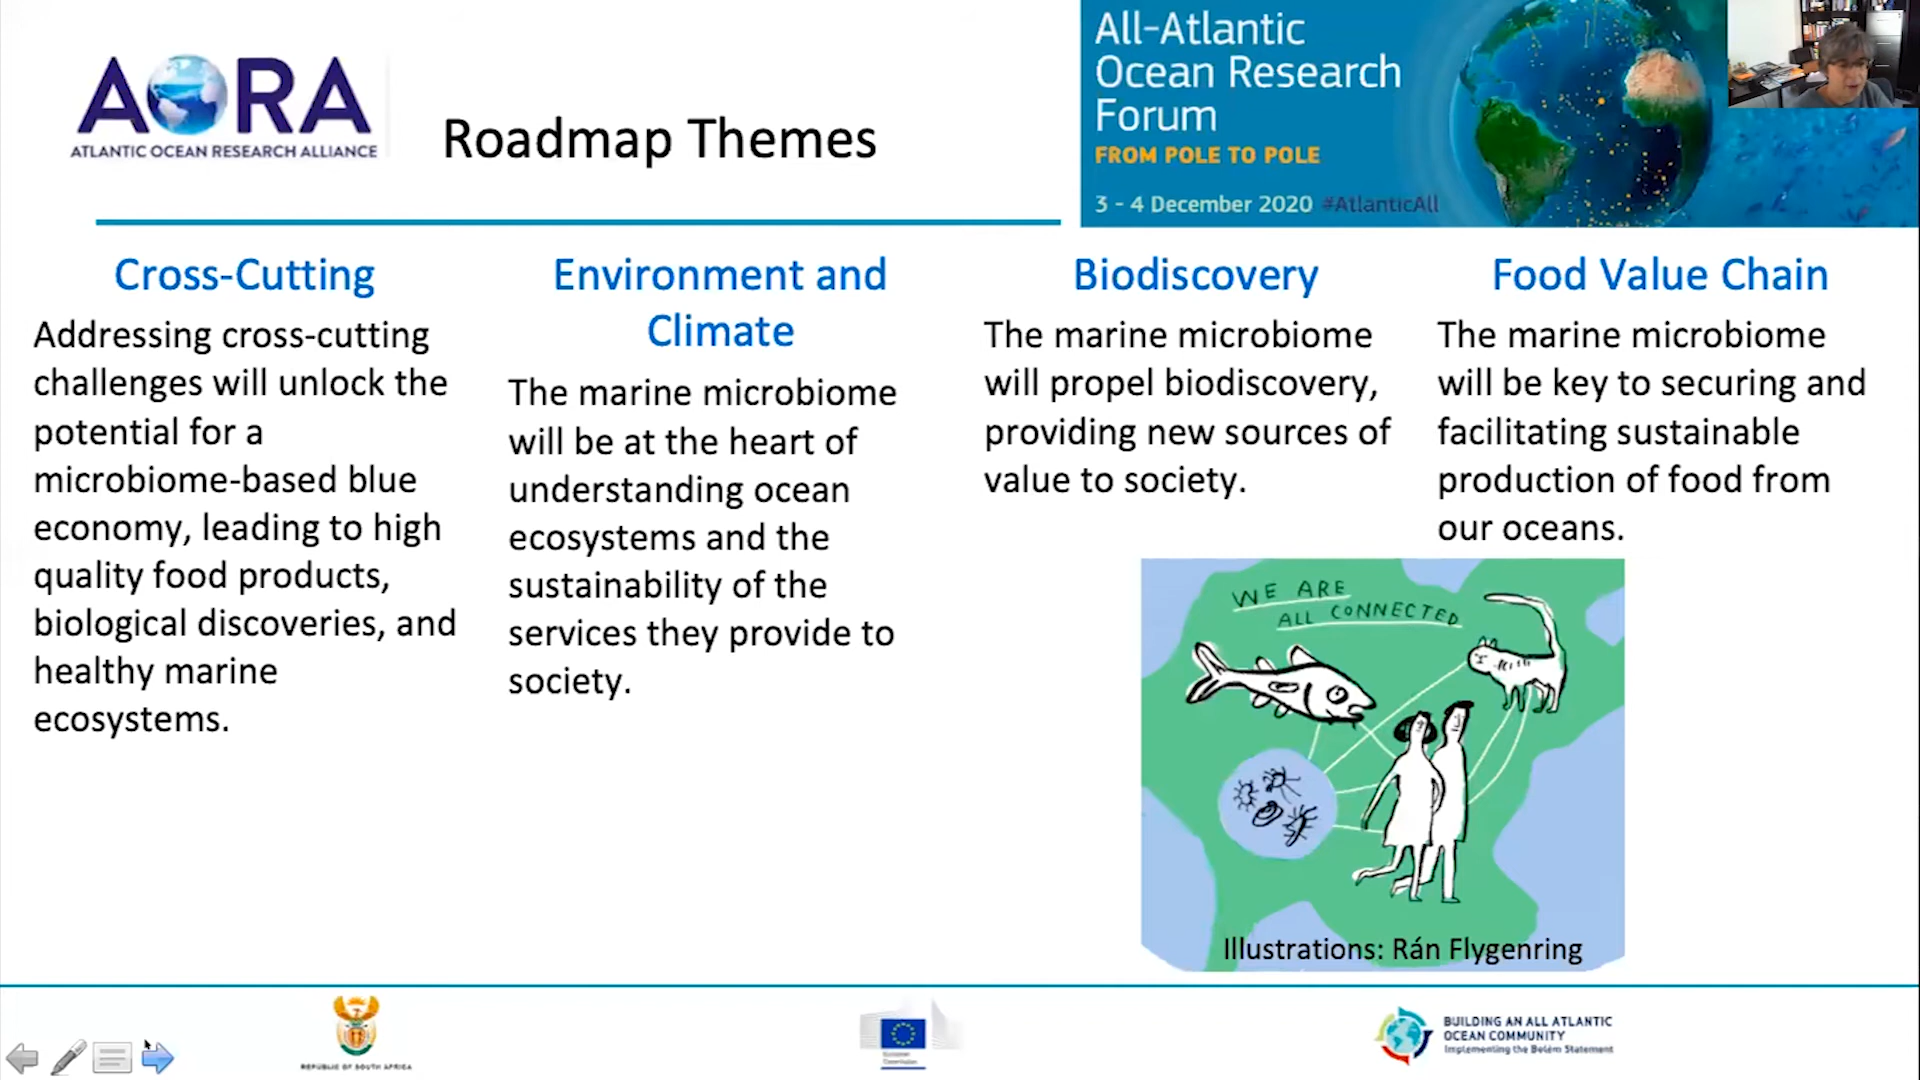 AORA
ATLANTIC OCEAN RESEARCH ALLIANCE
Roadmap Themes
All-Atlantic
Ocean Research
Forum
FROM POLE TO POLE
3 - 4 December 2020 #AtlanticAll
Cross-Cutting
Addressing cross-cutting
challenges will unlock the
potential for a
microbiome-based blue
economy, leading to high
quality food products,
biological discoveries, and
healthy marine
ecosystems.
Environment and
Climate
The marine microbiome
will be at the heart of
understanding ocean
ecosystems and the
sustainability of the
services they provide to
society.
Biodiscovery
The marine microbiome
will propel biodiscovery,
providing new sources of
value to society.
Food Value Chain
The marine microbiome
will be key to securing and
facilitating sustainable
production of food from
our oceans.
WE ARE
ALL CONNECTED
Illustrations: Rán Flygenring
REPUBLIC OF SOUTH AFRICA
European
Commission
BUILDING AN ALL ATLANTIC
OCEAN COMMUNITY
Implementing the Belém Statement